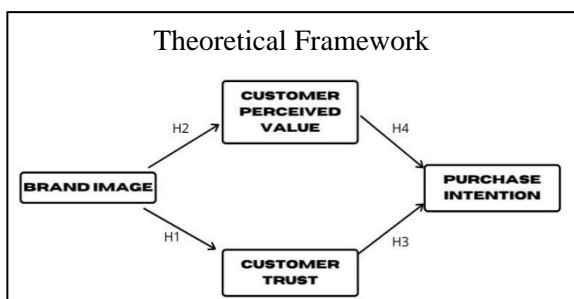 Theoretical Framework
CUSTOMER
PERCEIVED
VALUE
H2
H4
BRAND IMAGE
PURCHASE
INTENTION
H1
H3
CUSTOMER
TRUST